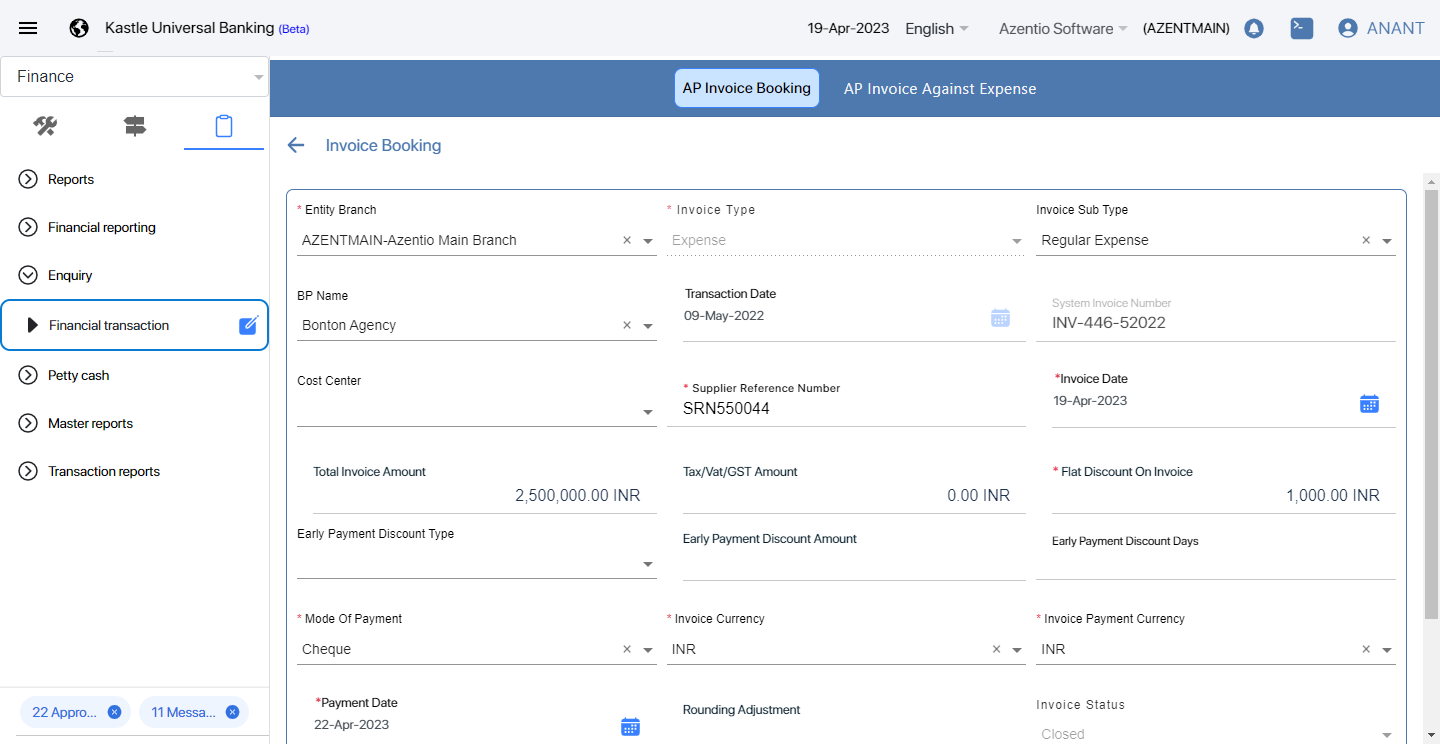 Kastle Universal Banking (Beta)
19-Apr-2023
English
Azentio Software
(AZENTMAIN)
ANANT
Finance
Reports
Financial reporting
Enquiry
Financial transaction
Petty cash
Master reports
Transaction reports
22 Appro...
11 Messa...
AP Invoice Booking
AP Invoice Against Expense
Invoice Booking
* Entity Branch
AZENTMAIN-Azentio Main Branch
* Invoice Type
Expense
Invoice Sub Type
Regular Expense
BP Name
Bonton Agency
Transaction Date
09-May-2022
System Invoice Number
INV-446-52022
Cost Center
* Supplier Reference Number
SRN550044
*Invoice Date
19-Apr-2023
Total Invoice Amount
2,500,000.00 INR
Tax/Vat/GST Amount
0.00 INR
* Flat Discount On Invoice
1,000.00 INR
Early Payment Discount Type
Early Payment Discount Amount
Early Payment Discount Days
* Mode Of Payment
Cheque
* Invoice Currency
INR
* Invoice Payment Currency
INR
*Payment Date
22-Apr-2023
Rounding Adjustment
Invoice Status
Closed